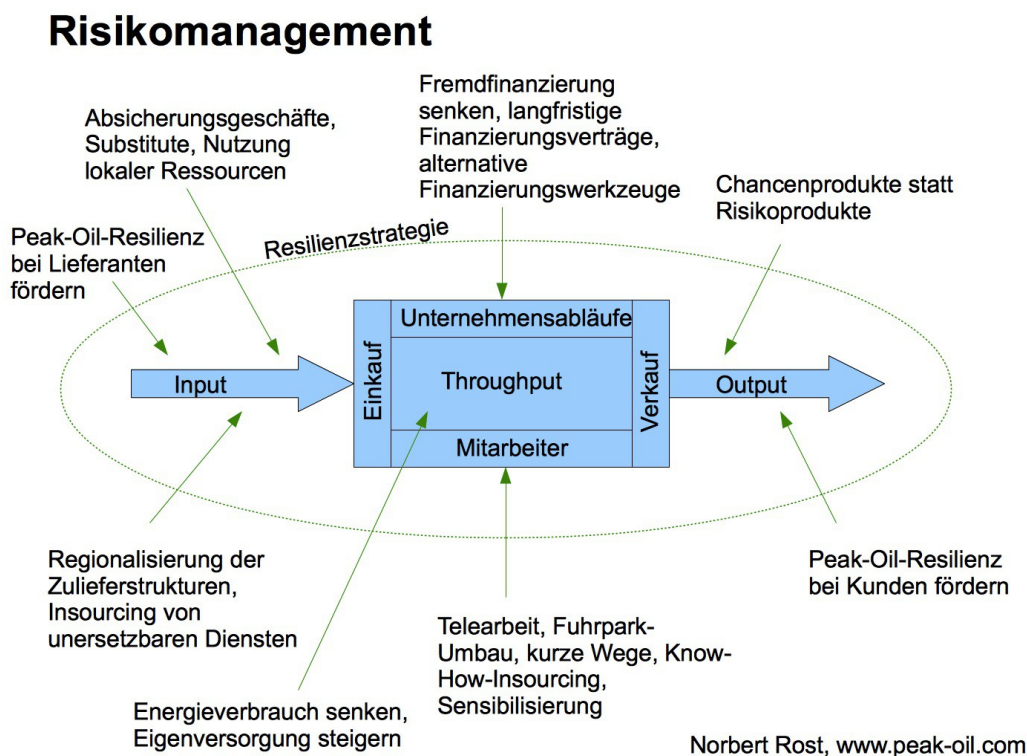 Risikomanagement
Fremdfinanzierung
senken, langfristige
Finanzierungsverträge,
alternative
Finanzierungswerkzeuge
Absicherungsgeschäfte,
Substitute, Nutzung
lokaler Ressourcen
Chancenprodukte statt
Risikoprodukte
Peak-Oil-Resilienz
bei Lieferanten
fördern
Resilienzstrategie
Input
Einkauf
Unternehmensabläufe
Throughput
Mitarbeiter
Verkauf
Output
Regionalisierung der
Zulieferstrukturen,
Insourcing von
unersetzbaren Diensten
Peak-Oil-Resilienz
bei Kunden fördern
Telearbeit, Fuhrpark-
Umbau, kurze Wege, Know-
How-Insourcing,
Sensibilisierung
Energieverbrauch senken,
Eigenversorgung steigern
Norbert Rost, www.peak-oil.com